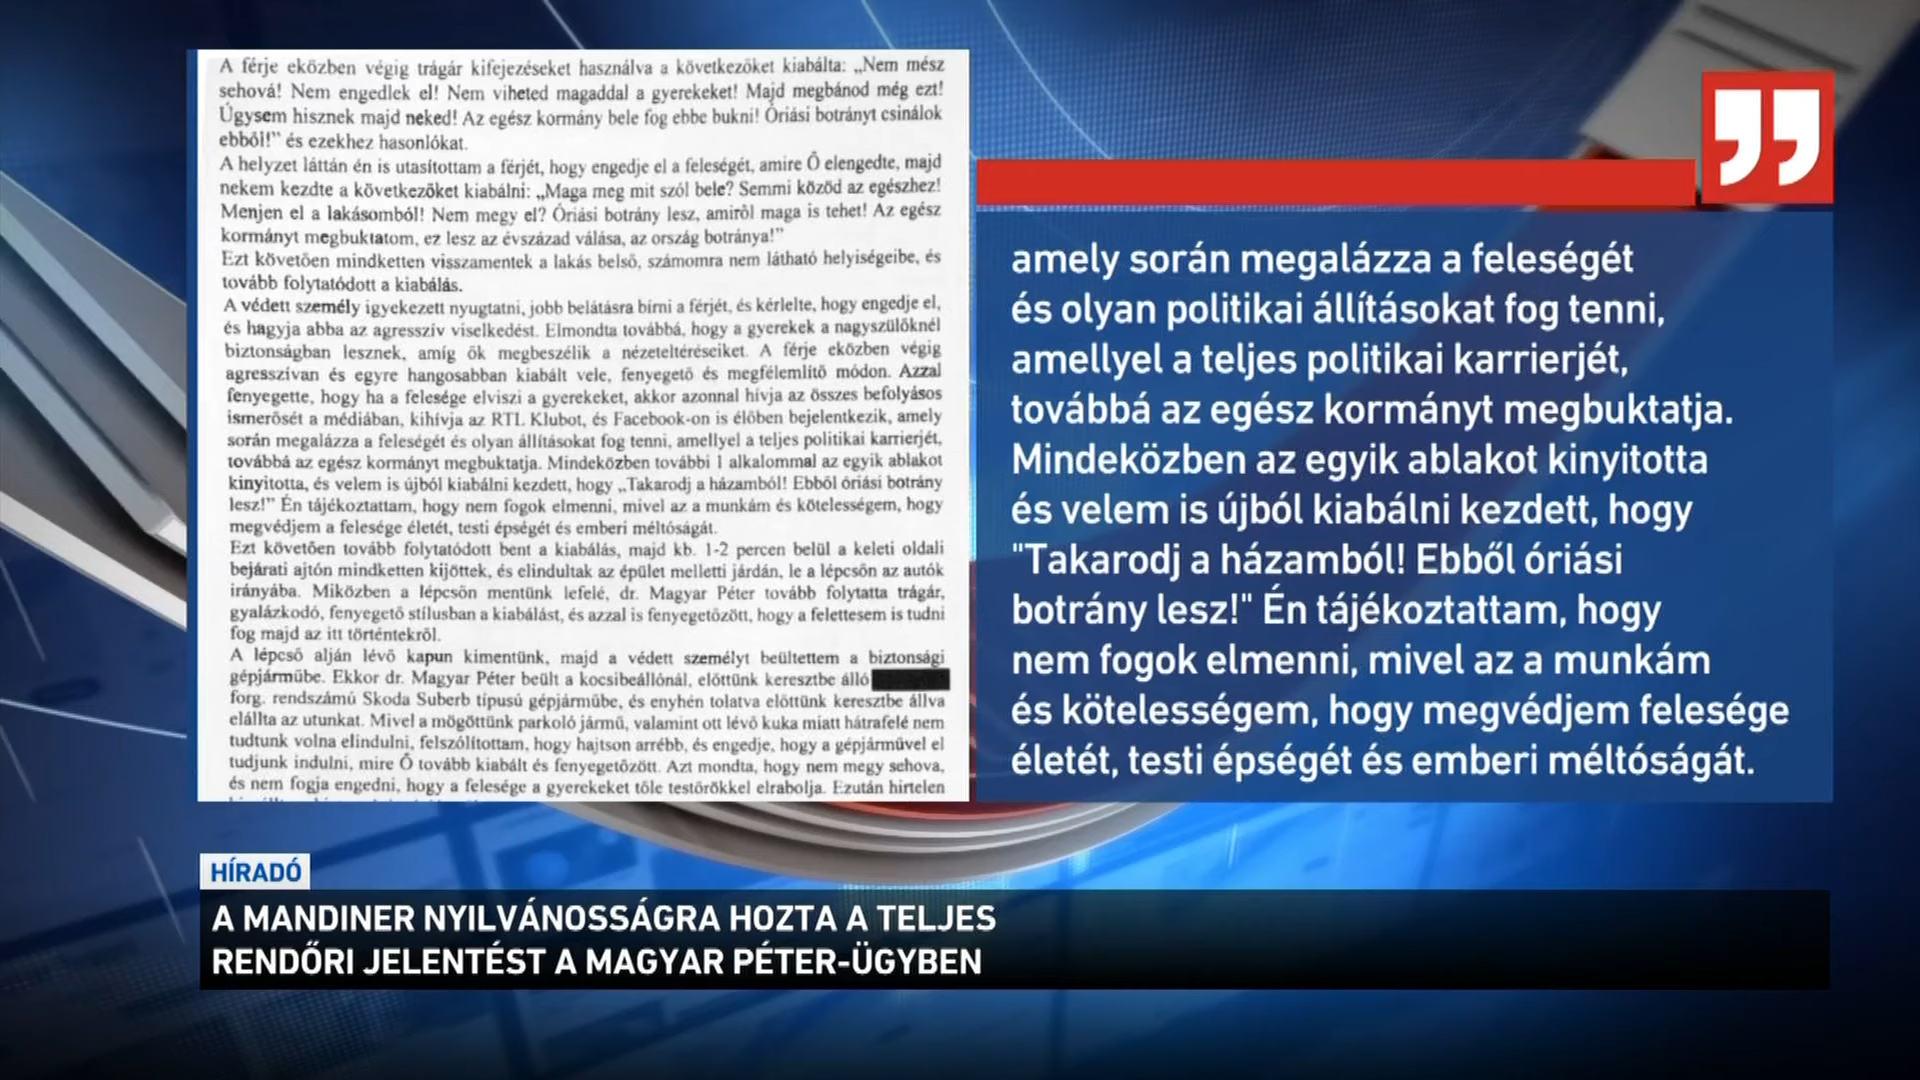 A férje eközben végig trágár kifejezéseket használva a következőket kiabálta: „Nem mész
sehová! Nem engedlek el! Nem viheted magaddal a gyerekeket! Majd megbánod még ezt!
Úgysem hisznek majd neked! Az egész kormány bele fog ebbe bukni! Óriási botrányt csinálok
ebből!” és ezekhez hasonlókat.
A helyzet láttán én is utasítottam a férjét, hogy engedje el a feleségét, amire Ő elengedte, majd
nekem kezdte a következőket kiabálni: „Maga meg mit szól bele? Semmi közöd az egészhez!
Menjen el a lakásomból! Nem megy el? Óriási botrány lesz, amiről maga is tehet! Az egész
kormányt megbuktatom, ez lesz az évszázad válása, az ország botránya!”
Ezt követően mindketten visszamentek a lakás belső, számomra nem látható helyiségeibe, és
tovább folytatódott a kiabálás.
A védett személy igyekezett nyugtatni, jobb belátásra bírni a férjét, és kérlelte, hogy engedje el,
és hagyja abba az agresszív viselkedést. Elmondta továbbá, hogy a gyerekek a nagyszülőknél
biztonságban lesznek, amíg ők megbeszélik a nézeteltéréseiket. A férje eközben végig
agresszívan és egyre hangosabban kiabált vele, fenyegető és megfélemlítő módon. Azzal
fenyegette, hogy ha a felesége elviszi a gyerekeket, akkor azonnal hívja az összes befolyásos
ismerősét a médiában, kihívja az RTL Klubot, és Facebook-on is élőben bejelentkezik, amely
során megalázza a feleségét és olyan állításokat fog tenni, amellyel a teljes politikai karrierjét,
továbbá az egész kormányt megbuktatja. Mindeközben további 1 alkalommal az egyik ablakot
kinyitotta, és velem is újból kiabálni kezdett, hogy „Takarodj a házamból! Ebből óriási botrány
lesz!” Én tájékoztattam, hogy nem fogok elmenni, mivel az a munkám és kötelességem, hogy
megvédjem a felesége életét, testi épségét és emberi méltóságát.
Ezt követően tovább folytatódott bent a kiabálás, majd kb. 1-2 percen belül a keleti oldali
bejárati ajtón mindketten kijöttek, és elindultak az épület melletti járdán, le a lépcsőn az autók
irányába. Miközben a lépcsőn mentünk lefelé, dr. Magyar Péter tovább folytatta trágár,
gyalázkodó, fenyegető stílusban a kiabálást, és azzal is fenyegetőzött, hogy a felettesem is tudni
fog majd az itt történtekről.
A lépcső alján lévő kapun kimentünk, majd a védett személyt beültettem a biztonsági
gépjárműbe. Ekkor dr. Magyar Péter beült a kocsibeállónál, előttünk keresztbe álló
forg. rendszámú Skoda Suberb típusú gépjárműbe, és enyhén tolatva előttünk keresztbe állva
elállta az utunkat. Mivel a mögöttünk parkoló jármű, valamint ott lévő kuka miatt hátrafelé nem
tudtunk volna elindulni, felszólítottam, hogy hajtson arrébb, és engedje, hogy a gépjárművel el
tudjunk indulni, mire Ő tovább kiabált és fenyegetőzött. Azt mondta, hogy nem megy sehova,
és nem fogja engedni, hogy a felesége a gyerekeket tőle testőrökkel elrabolja. Ezután hirtelen
amely során megalázza a feleségét
és olyan politikai állításokat fog tenni,
amellyel a teljes politikai karrierjét,
továbbá az egész kormányt megbuktatja.
Mindeközben az egyik ablakot kinyitotta
és velem is újból kiabálni kezdett, hogy
"Takarodj a házamból! Ebből óriási
botrány lesz!" Én tájékoztattam, hogy
nem fogok elmenni, mivel az a munkám
és kötelességem, hogy megvédjem felesége
életét, testi épségét és emberi méltóságát.
HÍRADÓ
A MANDINER NYILVÁNOSSÁGRA HOZTA A TELJES
RENDŐRI JELENTÉST A MAGYAR PÉTER-ÜGYBEN